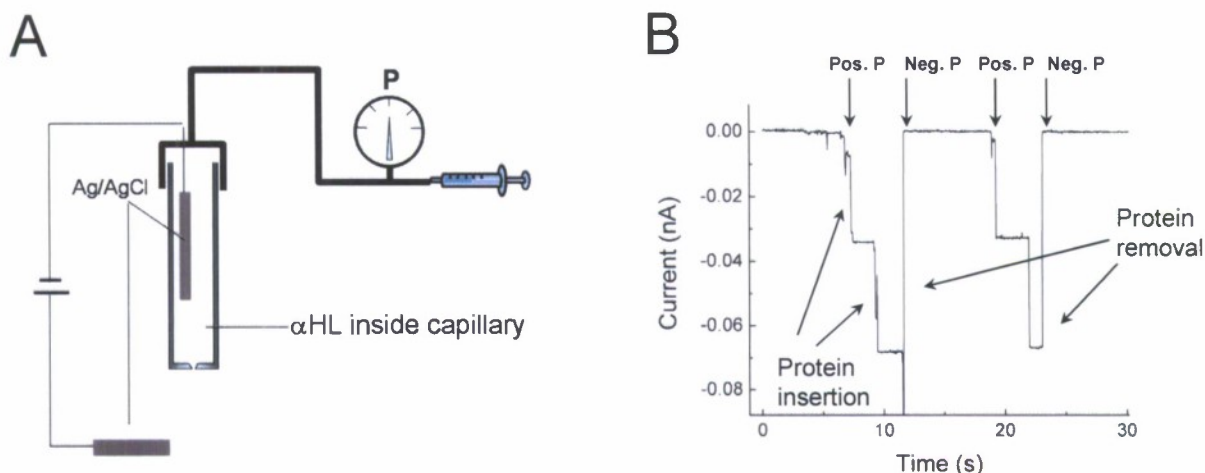 A
P
Ag/AgCl
αHL inside capillary
B
Pos. P Neg. P Pos. P Neg. P
0.00
-0.02
-0.04
-0.06
-0.08
Current (nA)
Protein
removal
Protein
insertion
0 10 20 30
Time (s)